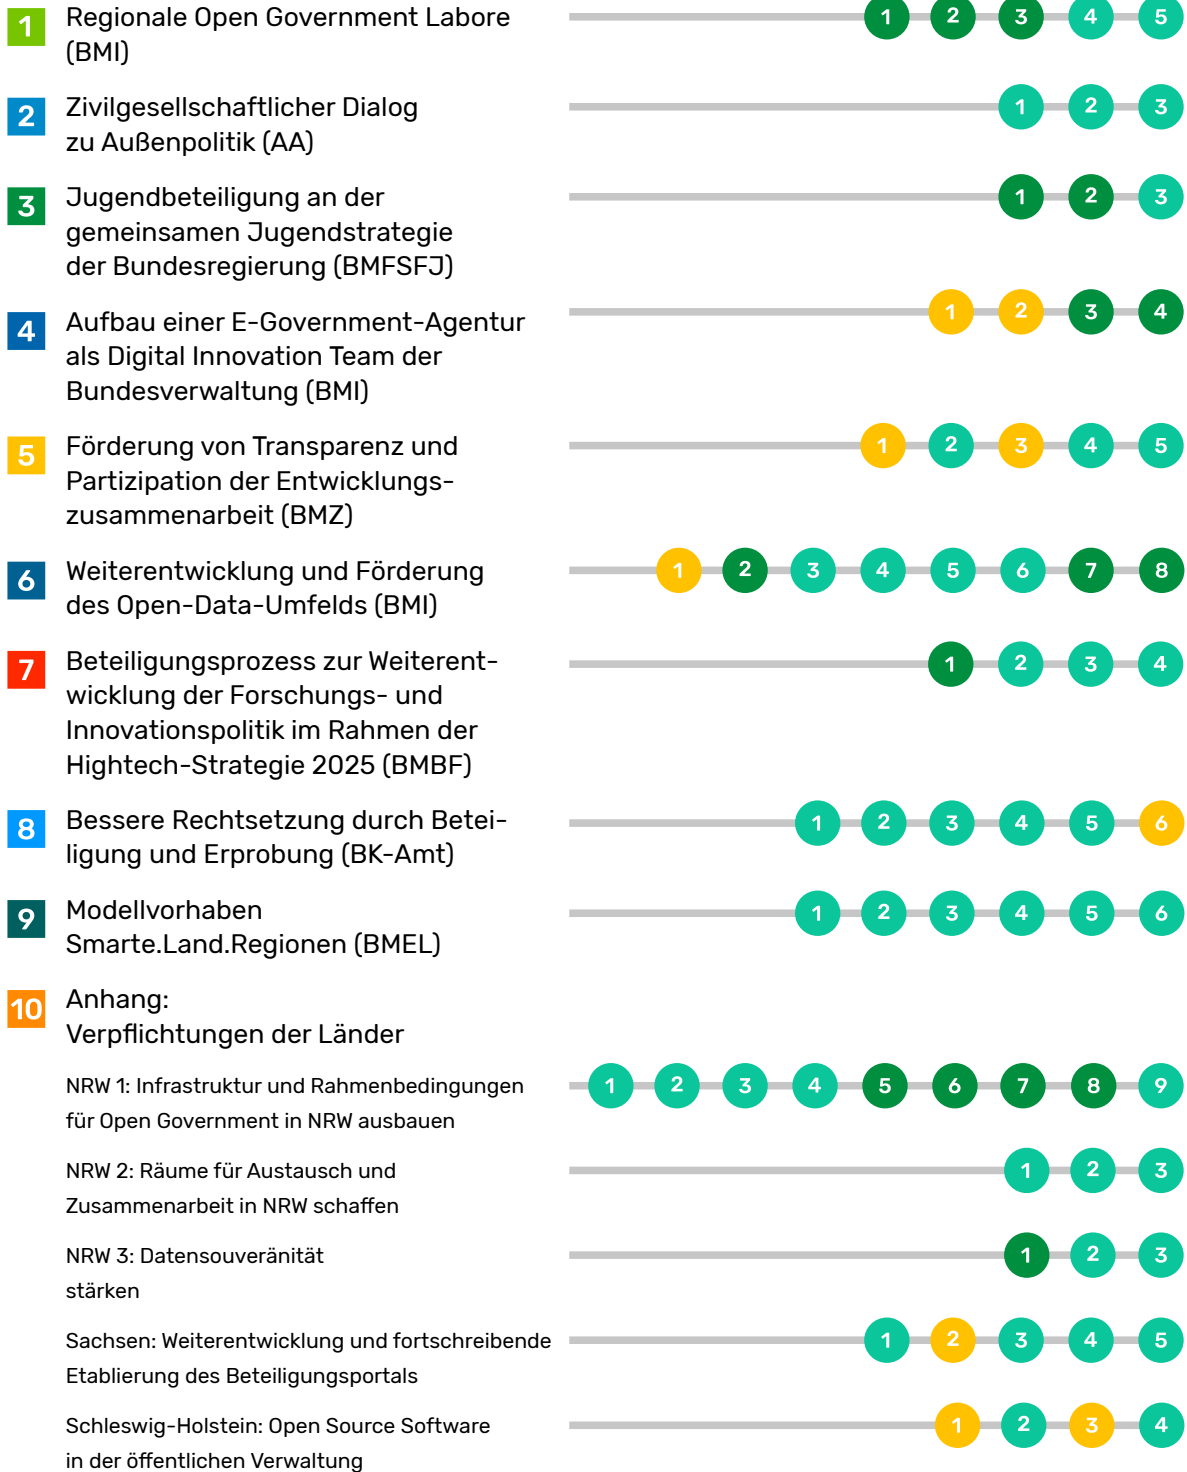 1 Regionale Open Government Labore 1 2 3 4 5
(BMI)
2 Zivilgesellschaftlicher Dialog 1 2 3
zu Außenpolitik (AA)
3 Jugendbeteiligung an der 1 2 3
gemeinsamen Jugendstrategie
der Bundesregierung (BMFSFJ)
4 Aufbau einer E-Government-Agentur 1 2 3 4
als Digital Innovation Team der
Bundesverwaltung (BMI)
5 Förderung von Transparenz und 1 2 3 4 5
Partizipation der Entwicklungs-
zusammenarbeit (BMZ)
6 Weiterentwicklung und Förderung 1 2 3 4 5 6 7 8
des Open-Data-Umfelds (BMI)
7 Beteiligungsprozess zur Weiterent- 1 2 3 4
wicklung der Forschungs- und
Innovationspolitik im Rahmen der
Hightech-Strategie 2025 (BMBF)
8 Bessere Rechtsetzung durch Betei- 1 2 3 4 5 6
ligung und Erprobung (BK-Amt)
9 Modellvorhaben 1 2 3 4 5 6
Smarte.Land.Regionen (BMEL)
10 Anhang:
Verpflichtungen der Länder
NRW 1: Infrastruktur und Rahmenbedingungen 1 2 3 4 5 6 7 8 9
für Open Government in NRW ausbauen
NRW 2: Räume für Austausch und 1 2 3
Zusammenarbeit in NRW schaffen
NRW 3: Datensouveränität 1 2 3
stärken
Sachsen: Weiterentwicklung und fortschreibende 1 2 3 4 5
Etablierung des Beteiligungsportals
Schleswig-Holstein: Open Source Software 1 2 3 4
in der öffentlichen Verwaltung